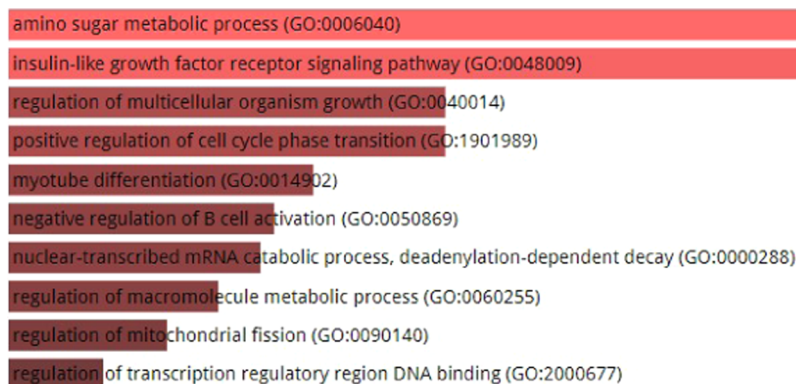 amino sugar metabolic process (GO:0006040)
insulin-like growth factor receptor signaling pathway (GO:0048009)
regulation of multicellular organism growth (GO:0040014)
positive regulation of cell cycle phase transition (GO:1901989)
myotube differentiation (GO:0014902)
negative regulation of B cell activation (GO:0050869)
nuclear-transcribed mRNA catabolic process, deadenylation-dependent decay (GO:0000288)
regulation of macromolecule metabolic process (GO:0060255)
regulation of mitochondrial fission (GO:0090140)
regulation of transcription regulatory region DNA binding (GO:2000677)